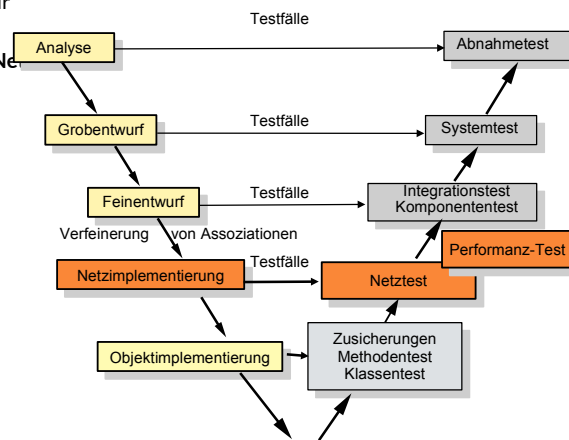 Testfälle
Analyse
Abnahmetest
Testfälle
Grobentwurf
Systemtest
Testfälle
Feinentwurf
Integrationstest
Komponententest
Verfeinerung von Assoziationen
Performanz-Test
Testfälle
Netzimplementierung
Netztest
Zusicherungen
Methodentest
Klassentest
Objektimplementierung